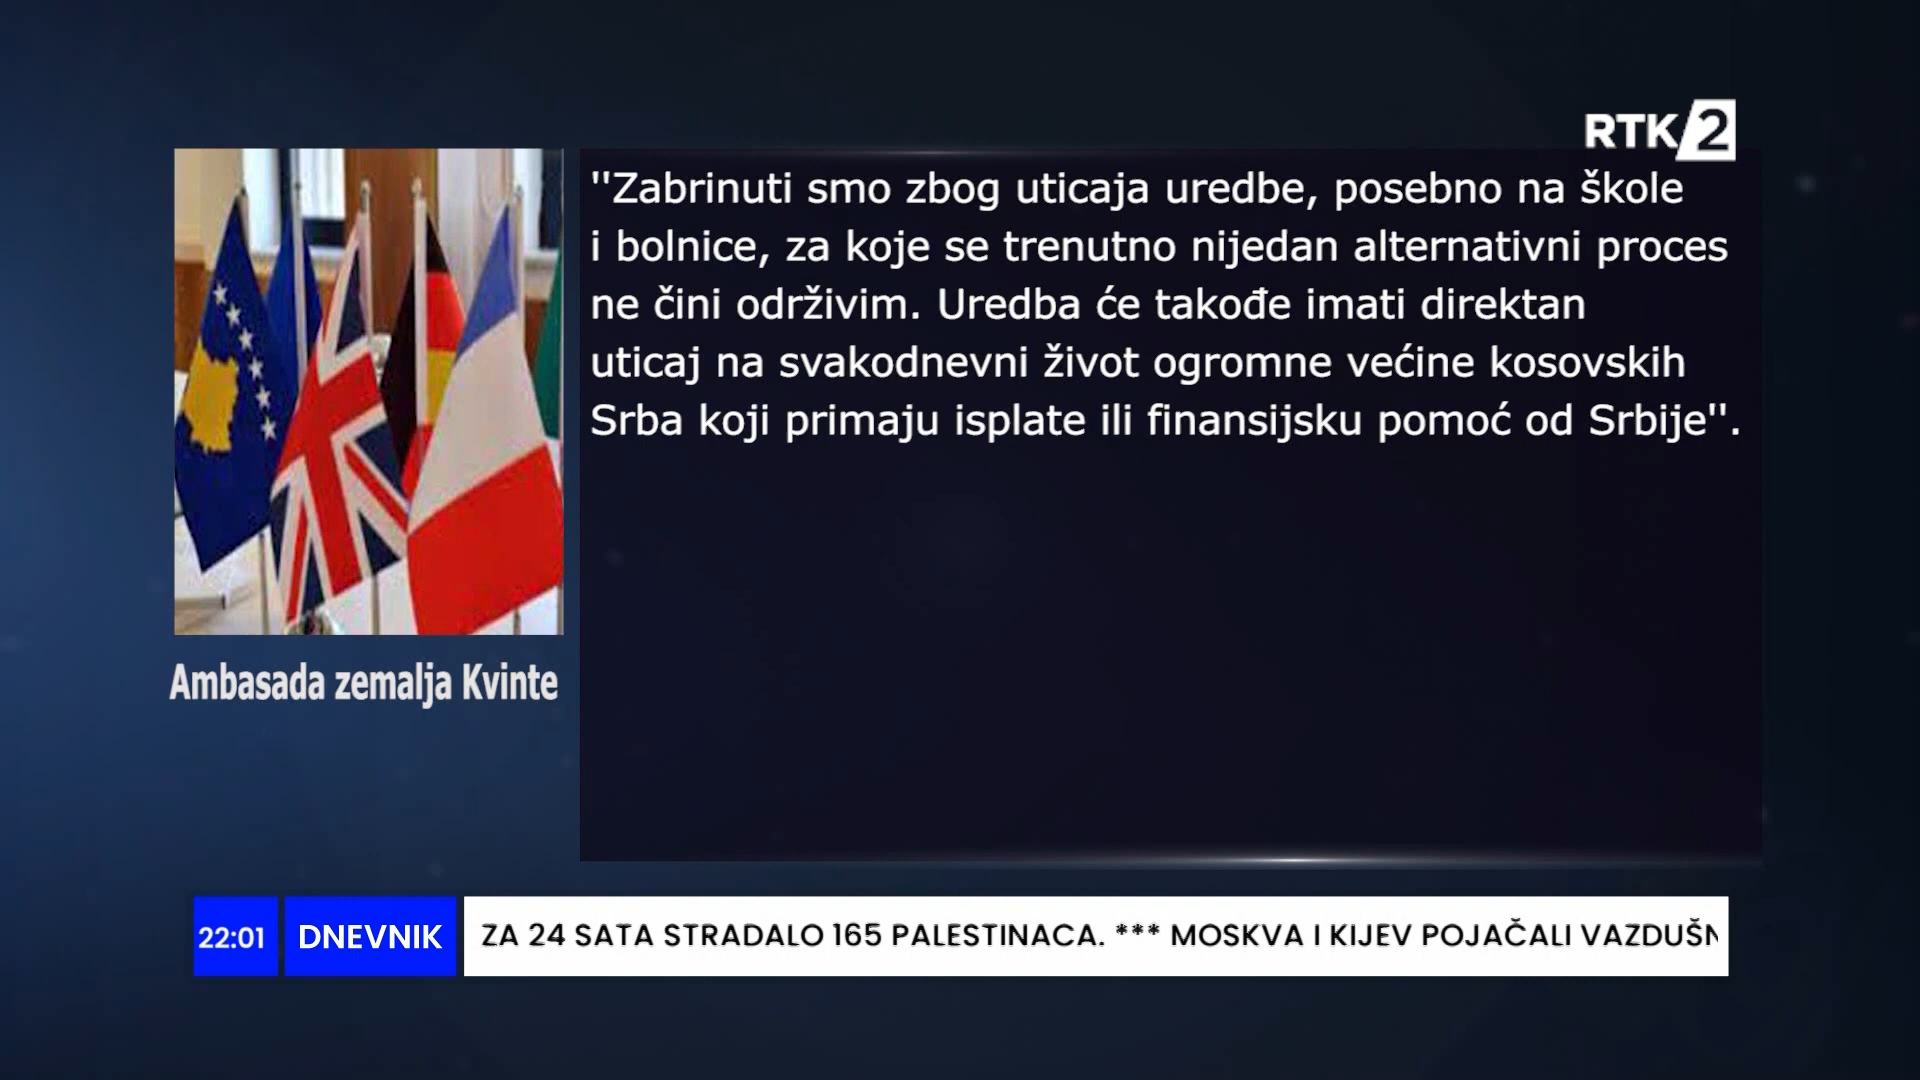 RTK 2
''Zabrinuti smo zbog uticaja uredbe, posebno na škole
i bolnice, za koje se trenutno nijedan alternativni proces
ne čini održivim. Uredba će takođe imati direktan
uticaj na svakodnevni život ogromne većine kosovskih
Srba koji primaju isplate ili finansijsku pomoć od Srbije''.
Ambasada zemalja Kvinte
22:01 DNEVNIK ZA 24 SATA STRADALO 165 PALESTINACA. *** MOSKVA I KIJEV POJAČALI